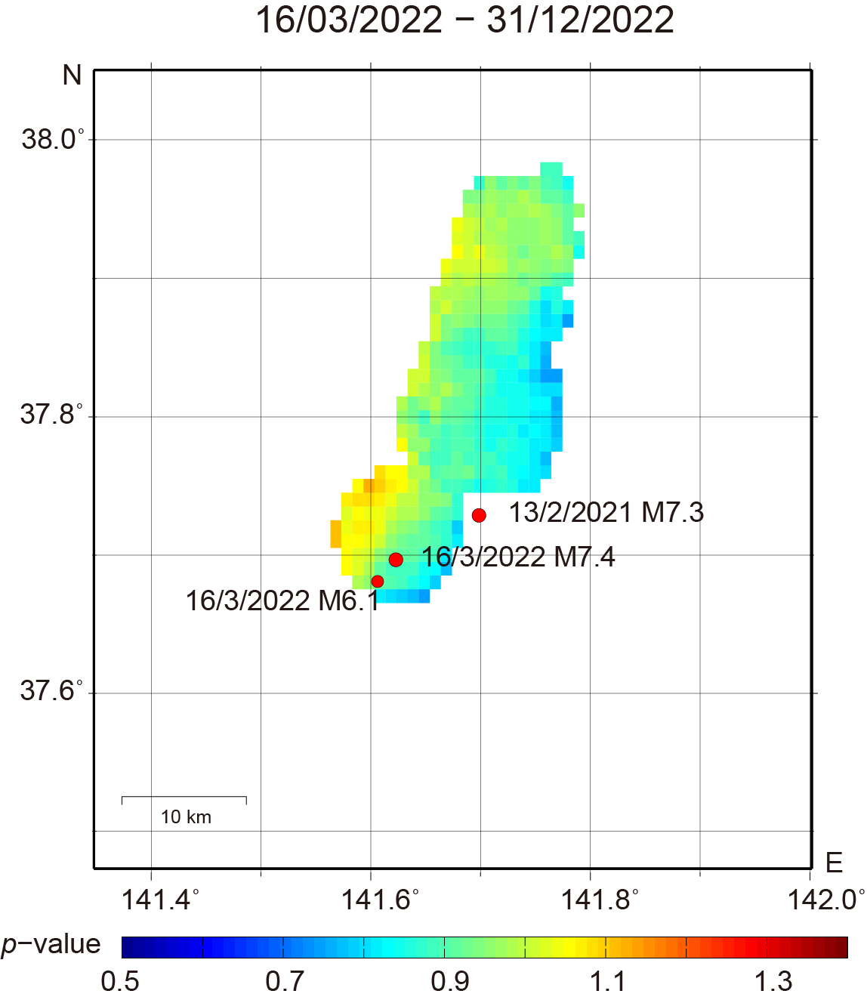 16/03/2022 − 31/12/2022
N
38.0°
37.8°
13/2/2021 M7.3
16/3/2022 M7.4
16/3/2022 M6.1
37.6°
10 km
E
141.4° 141.6° 141.8° 142.0°
p−value
0.5 0.7 0.9 1.1 1.3